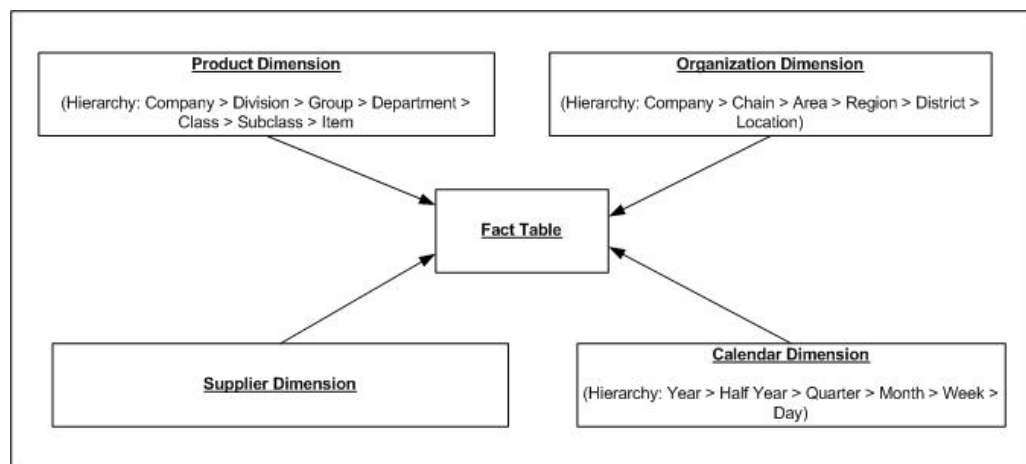 Product Dimension
(Hierarchy: Company > Division > Group > Department >
Class > Subclass > Item
Organization Dimension
(Hierarchy: Company > Chain > Area > Region > District >
Location)
Fact Table
Supplier Dimension
Calendar Dimension
(Hierarchy: Year > Half Year > Quarter > Month > Week >
Day)